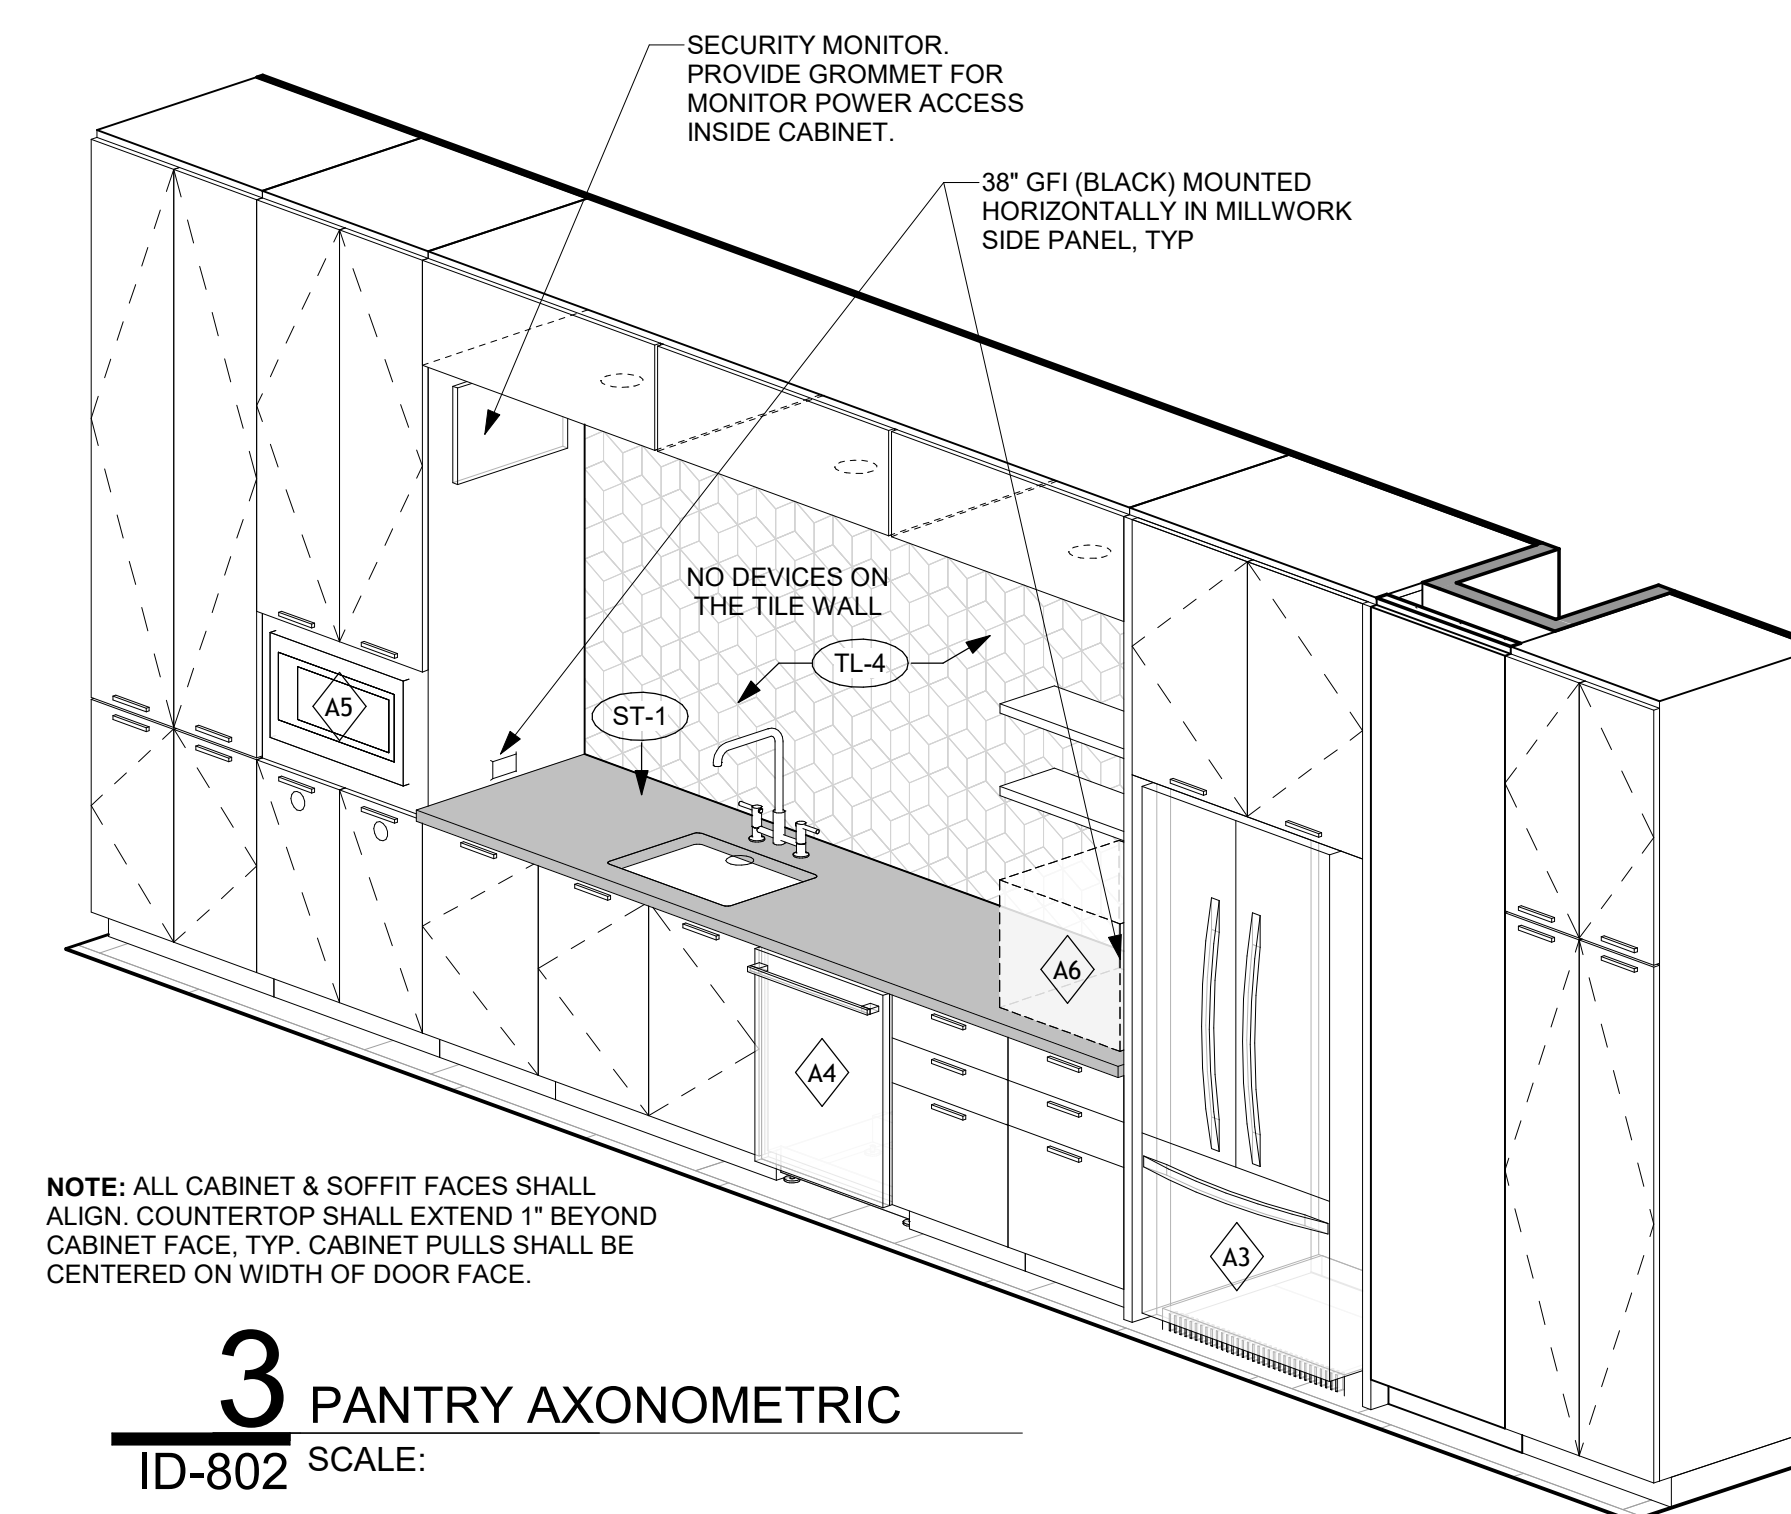 SECURITY MONITOR.
PROVIDE GROMMET FOR
MONITOR POWER ACCESS
INSIDE CABINET.
38" GFI (BLACK) MOUNTED
HORIZONTALLY IN MILLWORK
SIDE PANEL, TYP
NO DEVICES ON
THE TILE WALL
TL-4
ST-1
A5
A6
A4
A3
NOTE: ALL CABINET & SOFFIT FACES SHALL
ALIGN. COUNTERTOP SHALL EXTEND 1" BEYOND
CABINET FACE, TYP. CABINET PULLS SHALL BE
CENTERED ON WIDTH OF DOOR FACE.
3
PANTRY AXONOMETRIC
ID-802
SCALE: